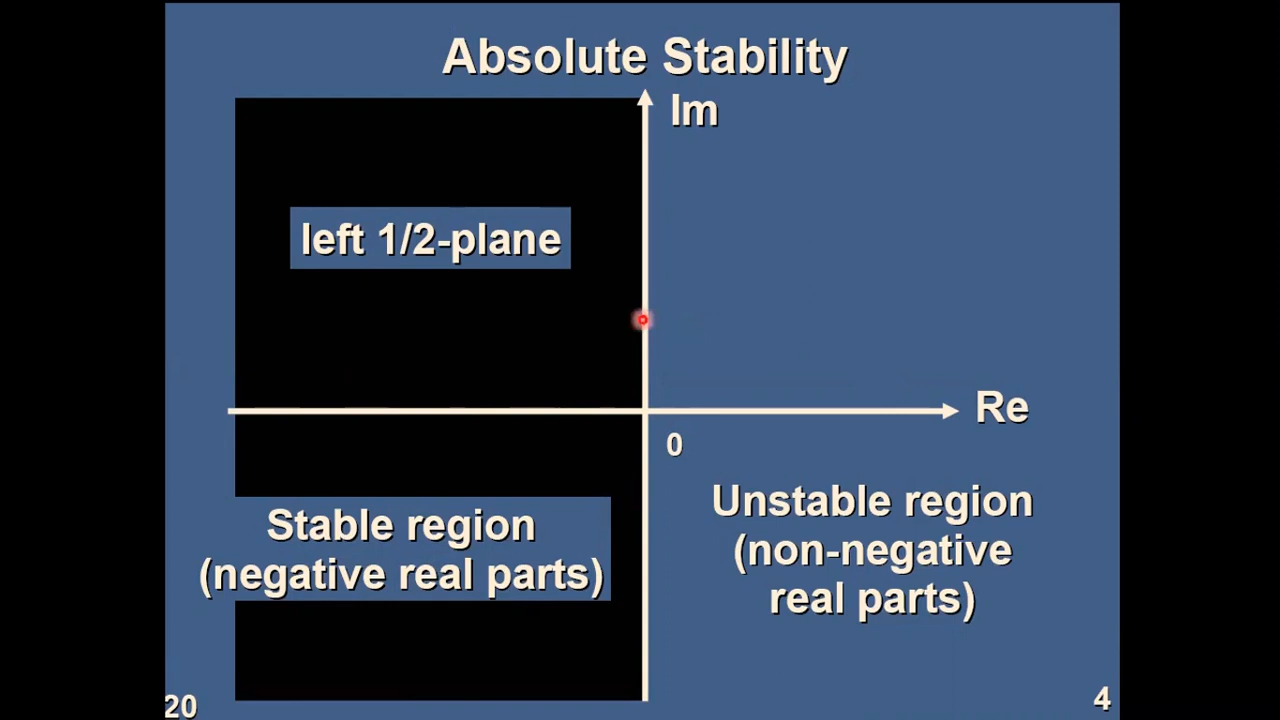 Absolute Stability
Im
left 1/2-plane
Re
0
Stable region
(negative real parts)
Unstable region
(non-negative
real parts)
20
4